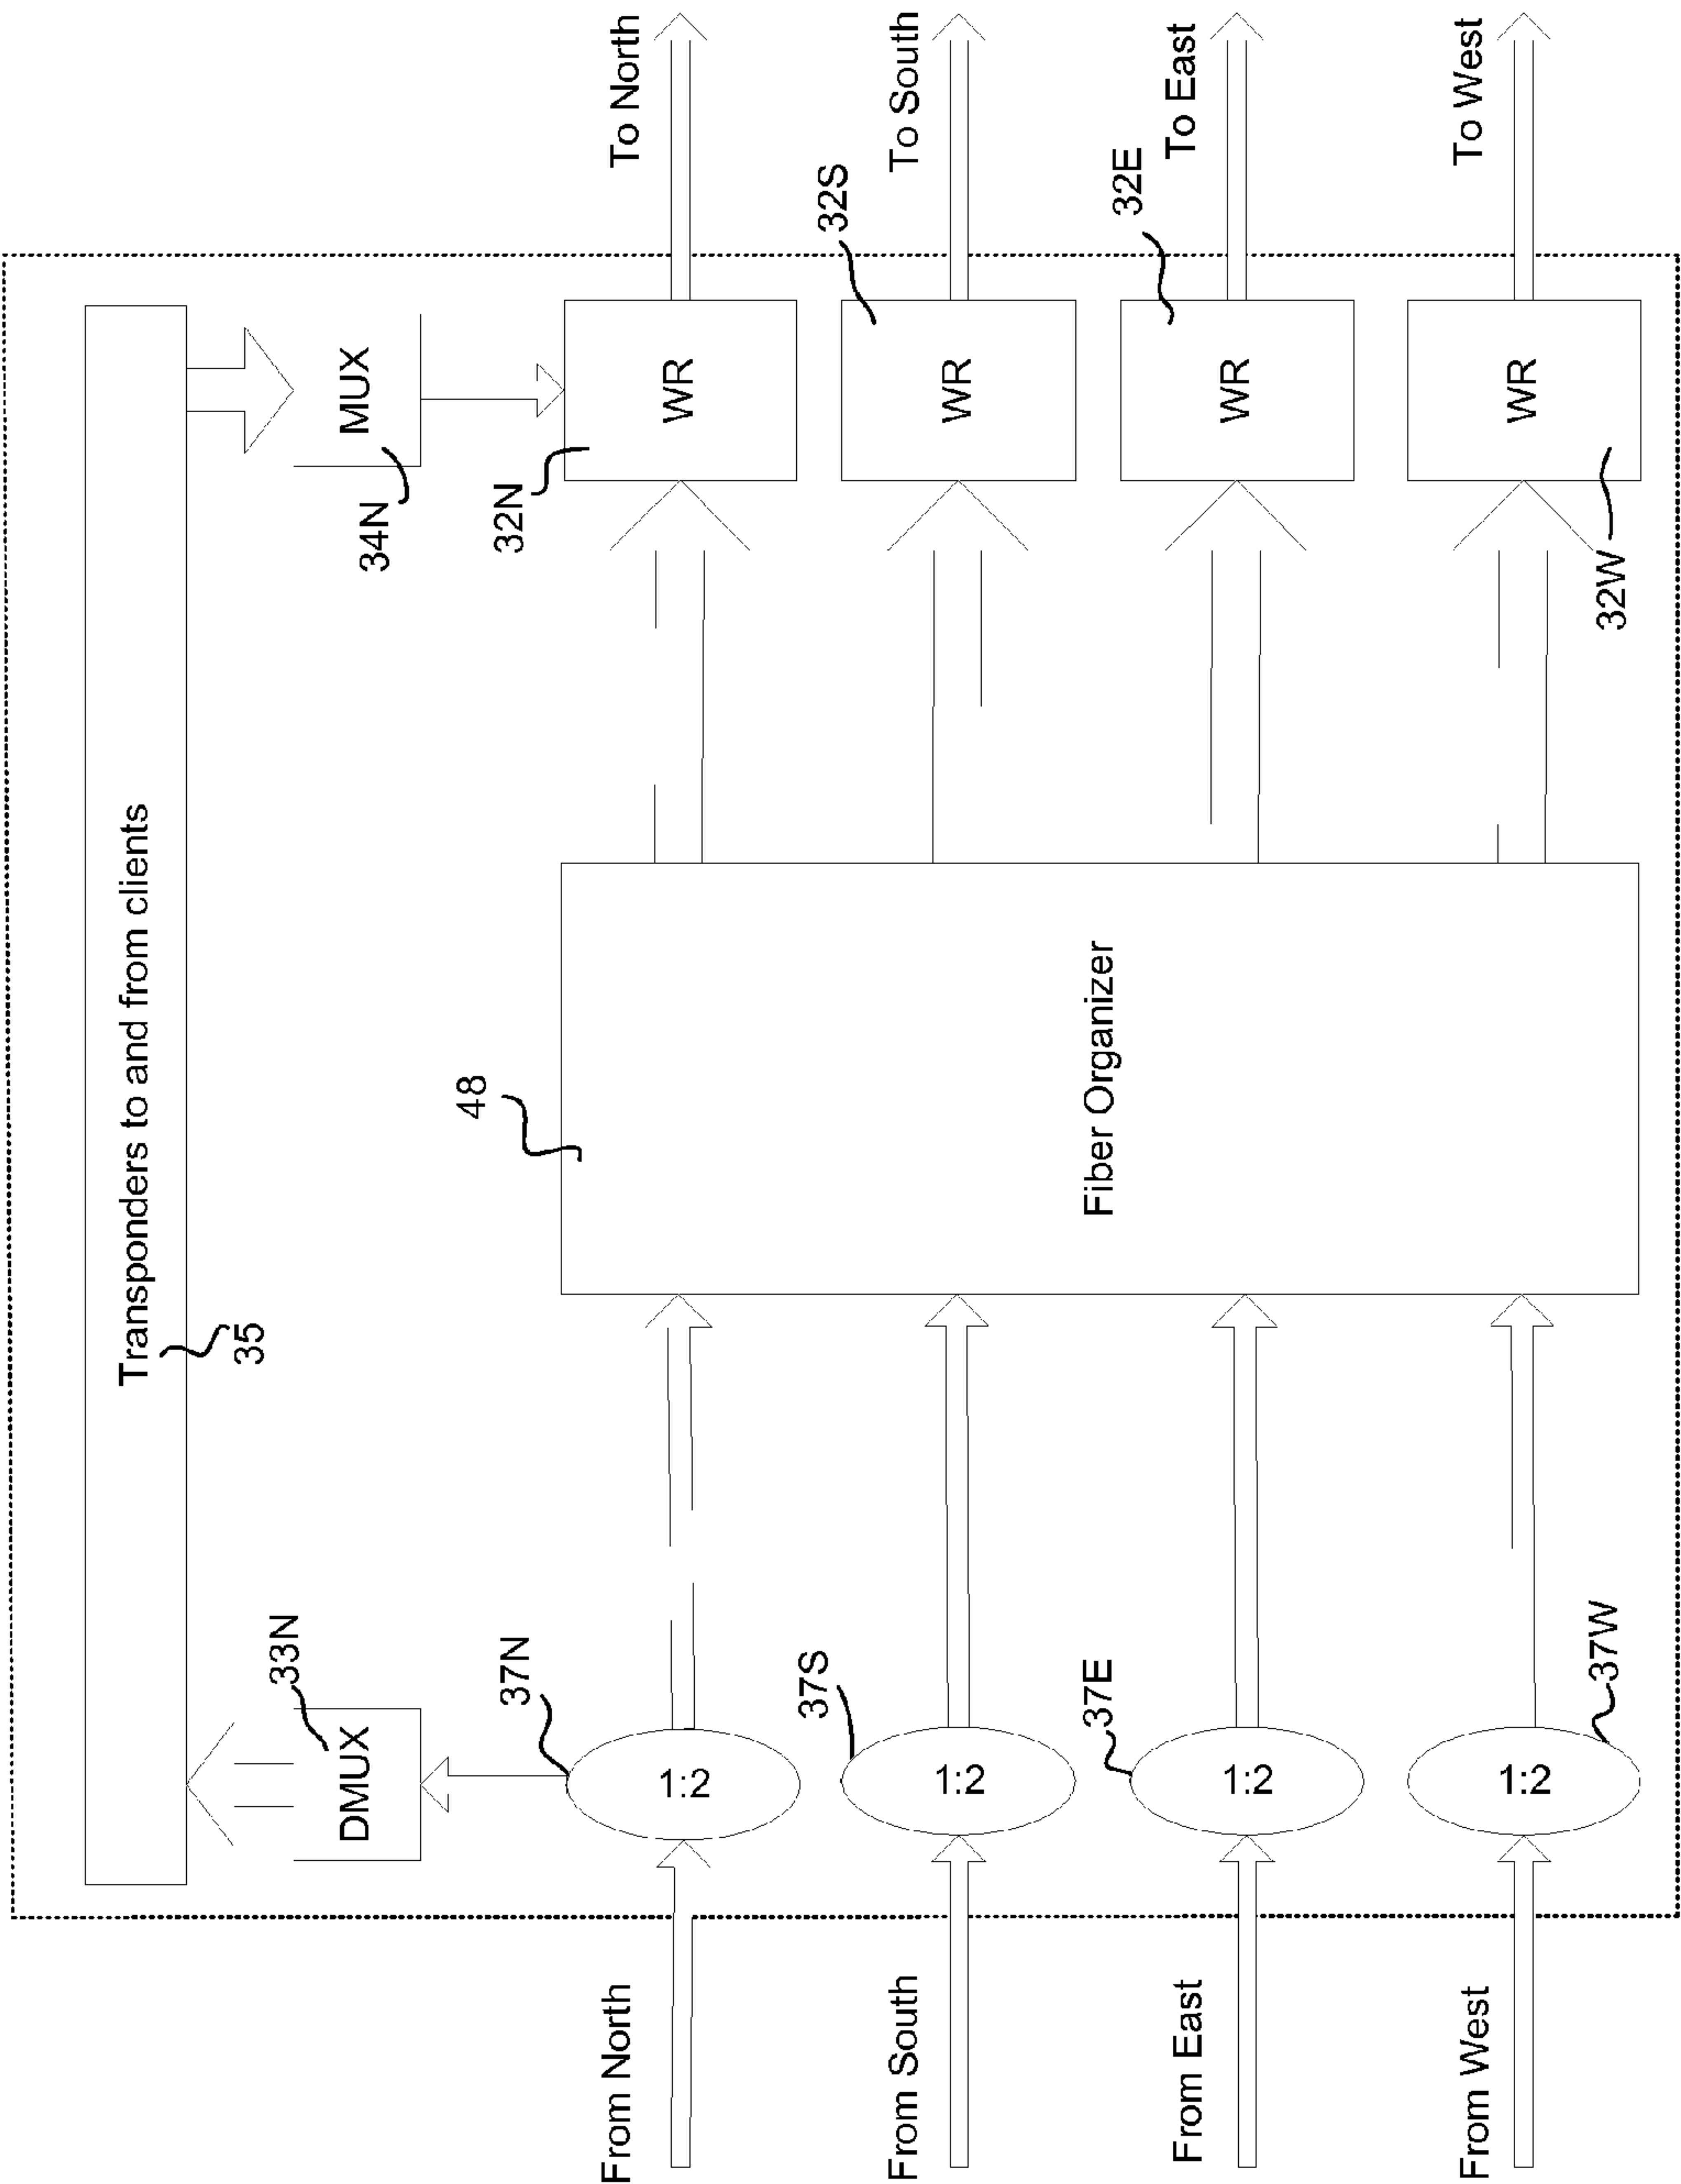 Transponders to and from clients
35
33N
DMUX
MUX
34N
From North
37N
1:2
48
32N
WR
To North
From South
37S
1:2
32S
WR
To South
Fiber Organizer
From East
37E
1:2
32E
WR
To East
From West
37W
1:2
32W
WR
To West